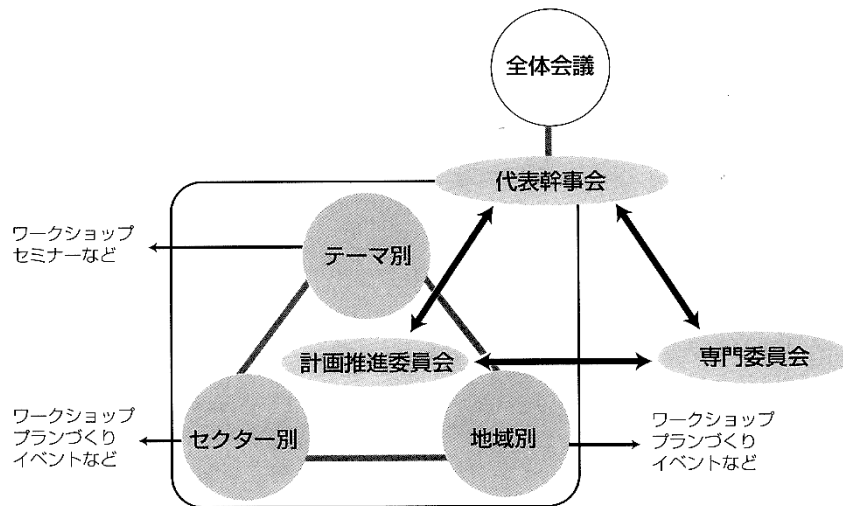 全体会議
代表幹事会
ワークショップ
セミナーなど
テーマ別
計画推進委員会
専門委員会
ワークショップ
プランづくり
イベントなど
セクター別
地域別
ワークショップ
プランづくり
イベントなど